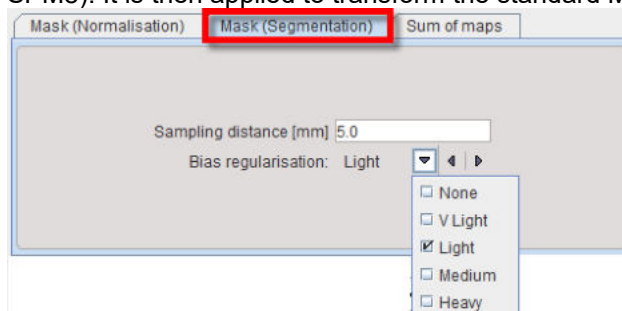 Mask (Normalisation) Mask (Segmentation) Sum of maps
Sampling distance [mm] 5.0
Bias regularisation: Light
None
V Light
Light
Medium
Heavy